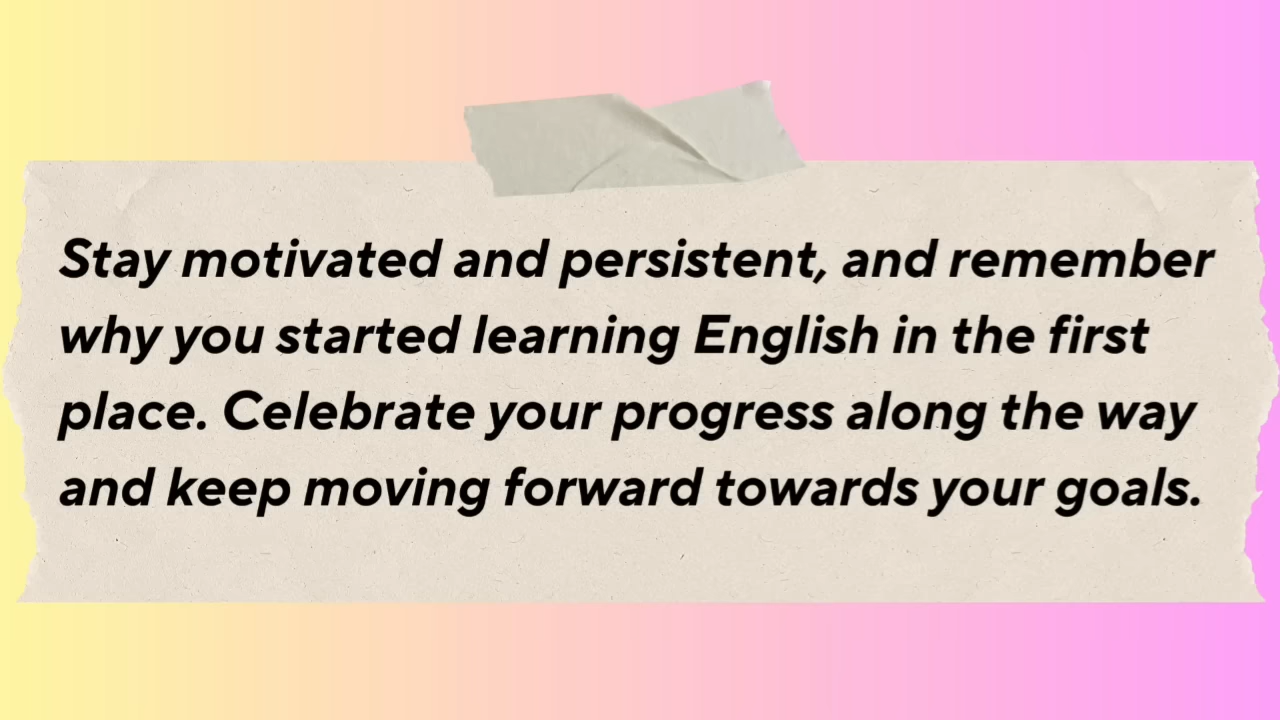 Stay motivated and persistent, and remember
why you started learning English in the first
place. Celebrate your progress along the way
and keep moving forward towards your goals.